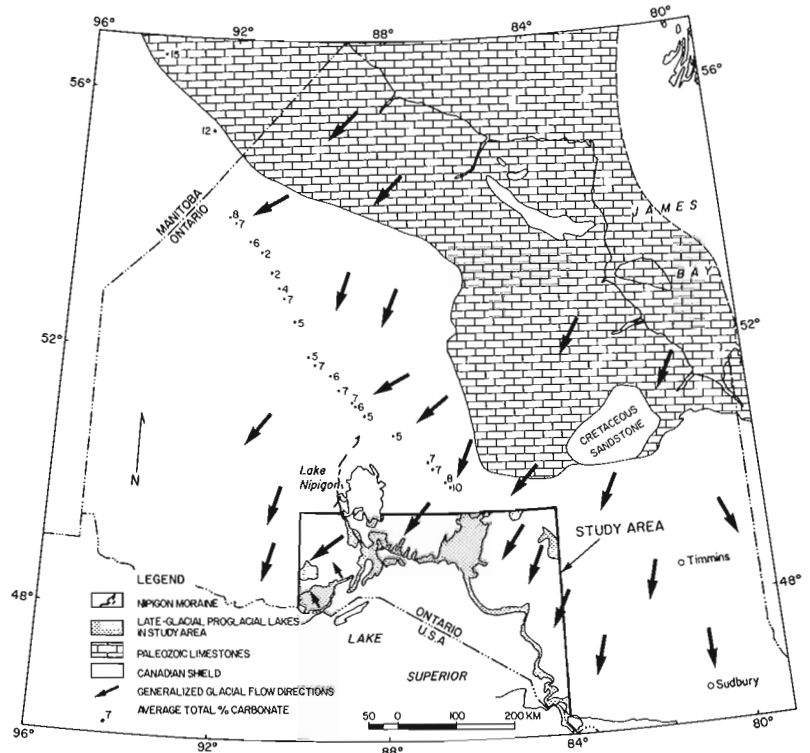 96°
92°
88°
84°
80°
56°
56°
15
12
JAMES
BAY
MANITOBA
ONTARIO
8
7
6
2
2
4
7
5
52°
52°
5
7
6
7
7
6
5
5
7
7
8
10
CRETACEOUS
SANDSTONE
Lake
Nipigon
N
STUDY AREA
Timmins
48°
48°
LEGEND
NIPIGON MORAINE
LATE-GLACIAL PROGLACIAL LAKES
IN STUDY AREA
PALEOZOIC LIMESTONES
CANADIAN SHIELD
GENERALIZED GLACIAL FLOW DIRECTIONS
.7 AVERAGE TOTAL % CARBONATE
ONTARIO
U.S.A.
LAKE
SUPERIOR
Sudbury
50 0 100 200 KM
96°
92°
88°
84°
80°